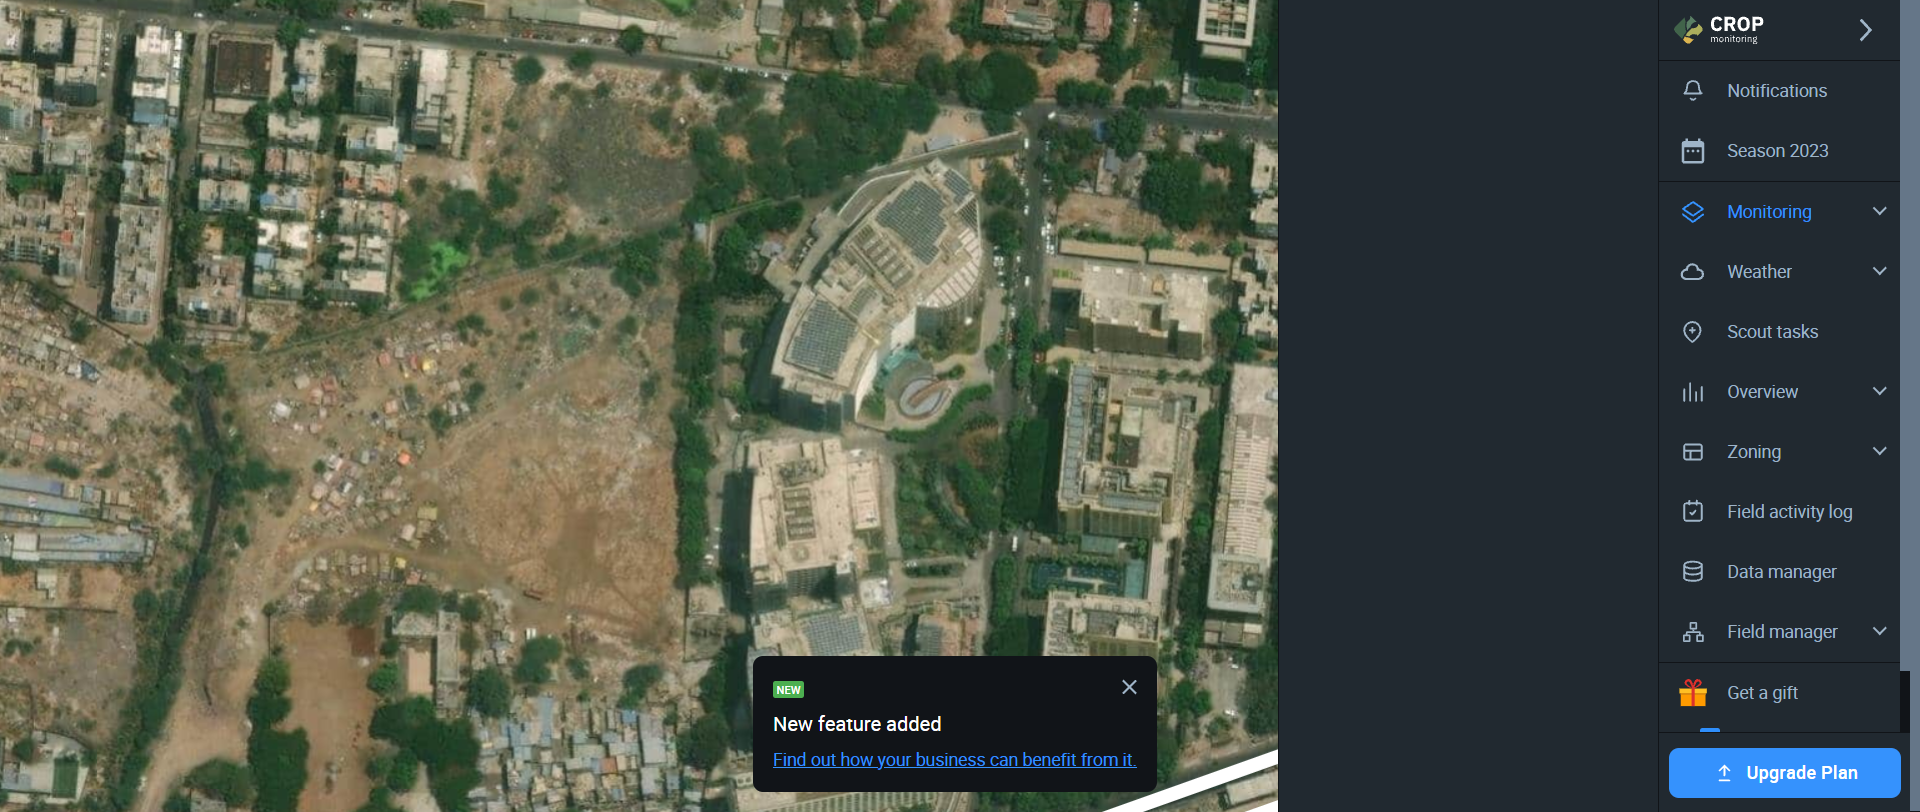 CROP
monitoring
Notifications
Season 2023
Monitoring
Weather
Scout tasks
Overview
Zoning
Field activity log
Data manager
Field manager
Get a gift
Upgrade Plan
NEW
New feature added
Find out how your business can benefit from it.